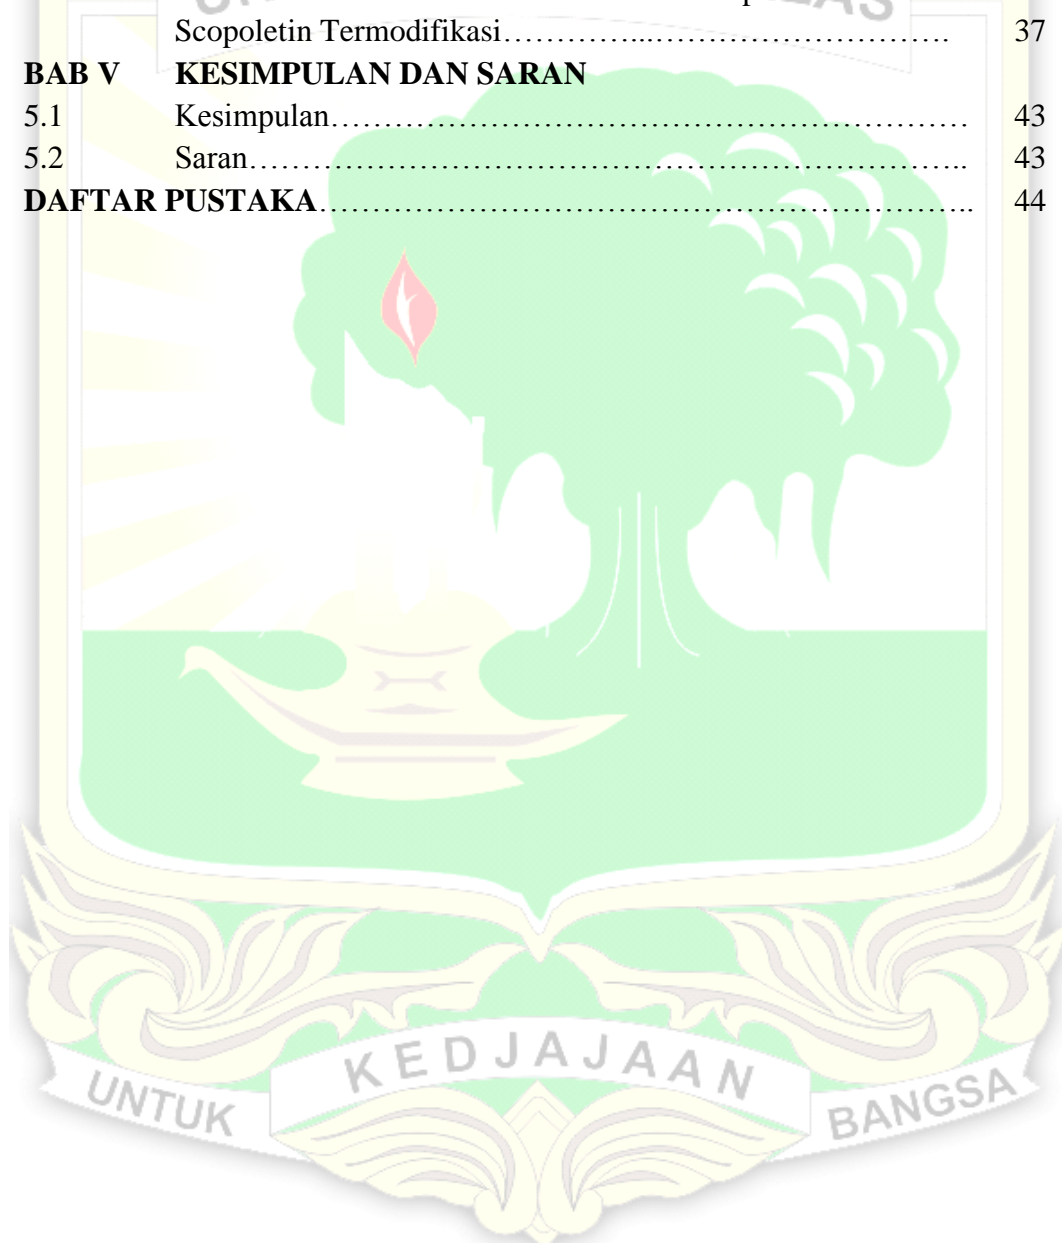 Scopoletin Termodifikasi…………...………………………. 37
BAB V KESIMPULAN DAN SARAN
5.1 Kesimpulan……………………………………………………… 43
5.2 Saran…………………………………………………………….. 43
DAFTAR PUSTAKA……………………………………………………….. 44
UNTUK KEDJAJAAN BANGSA